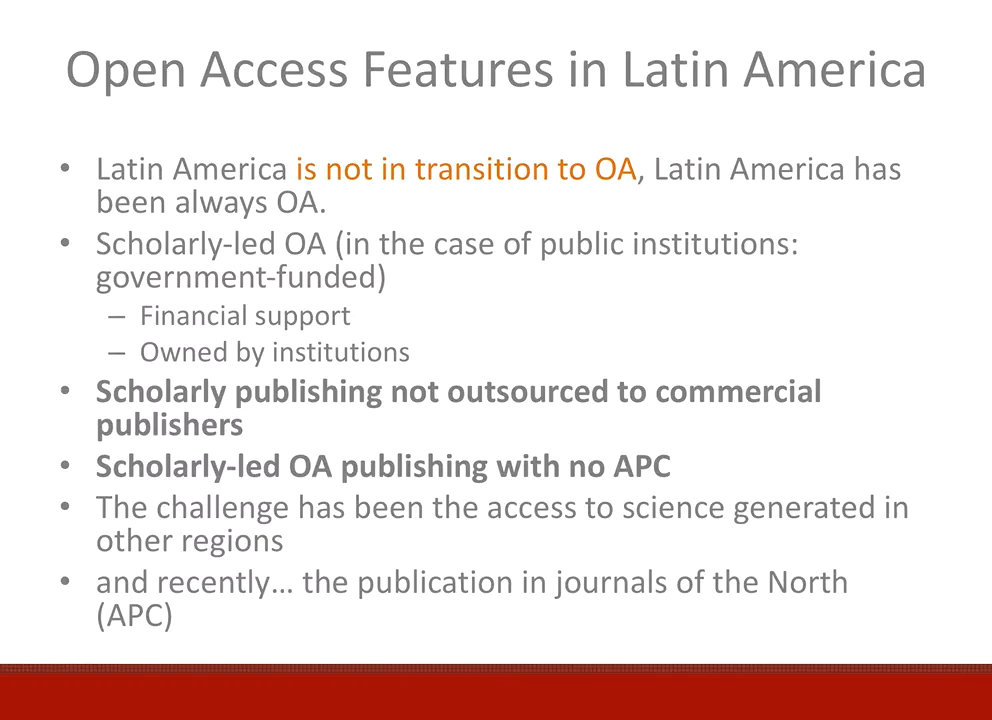 Open Access Features in Latin America
• Latin America is not in transition to OA, Latin America has
been always OA.
• Scholarly-led OA (in the case of public institutions:
government-funded)
– Financial support
– Owned by institutions
• Scholarly publishing not outsourced to commercial
publishers
• Scholarly-led OA publishing with no APC
• The challenge has been the access to science generated in
other regions
• and recently... the publication in journals of the North
(APC)